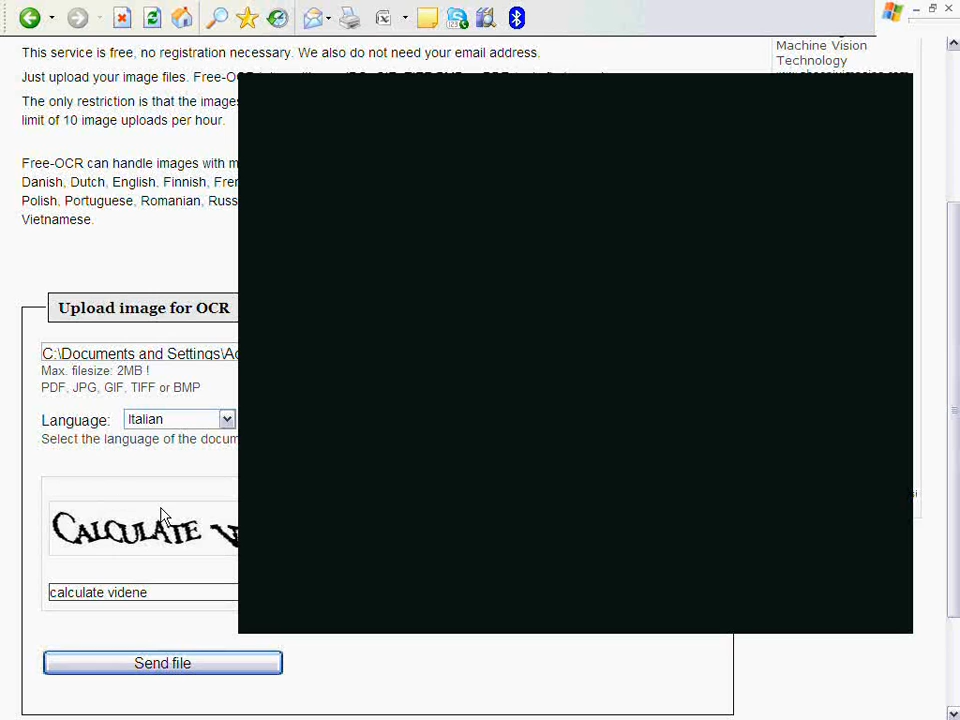 This service is free, no registration necessary. We also do not need your email address.
Just upload your image files. Free-O
The only restriction is that the images
limit of 10 image uploads per hour.
Free-OCR can handle images with m
Danish, Dutch, English, Finnish, Fren
Polish, Portuguese, Romanian, Russ
Vietnamese.
Machine Vision
Technology
Upload image for OCR
C:\Documents and Settings\Ad
Max. filesize: 2MB !
PDF, JPG, GIF, TIFF or BMP
Language: Italian
Select the language of the docum
CALCULATE
calculate videne
Send file